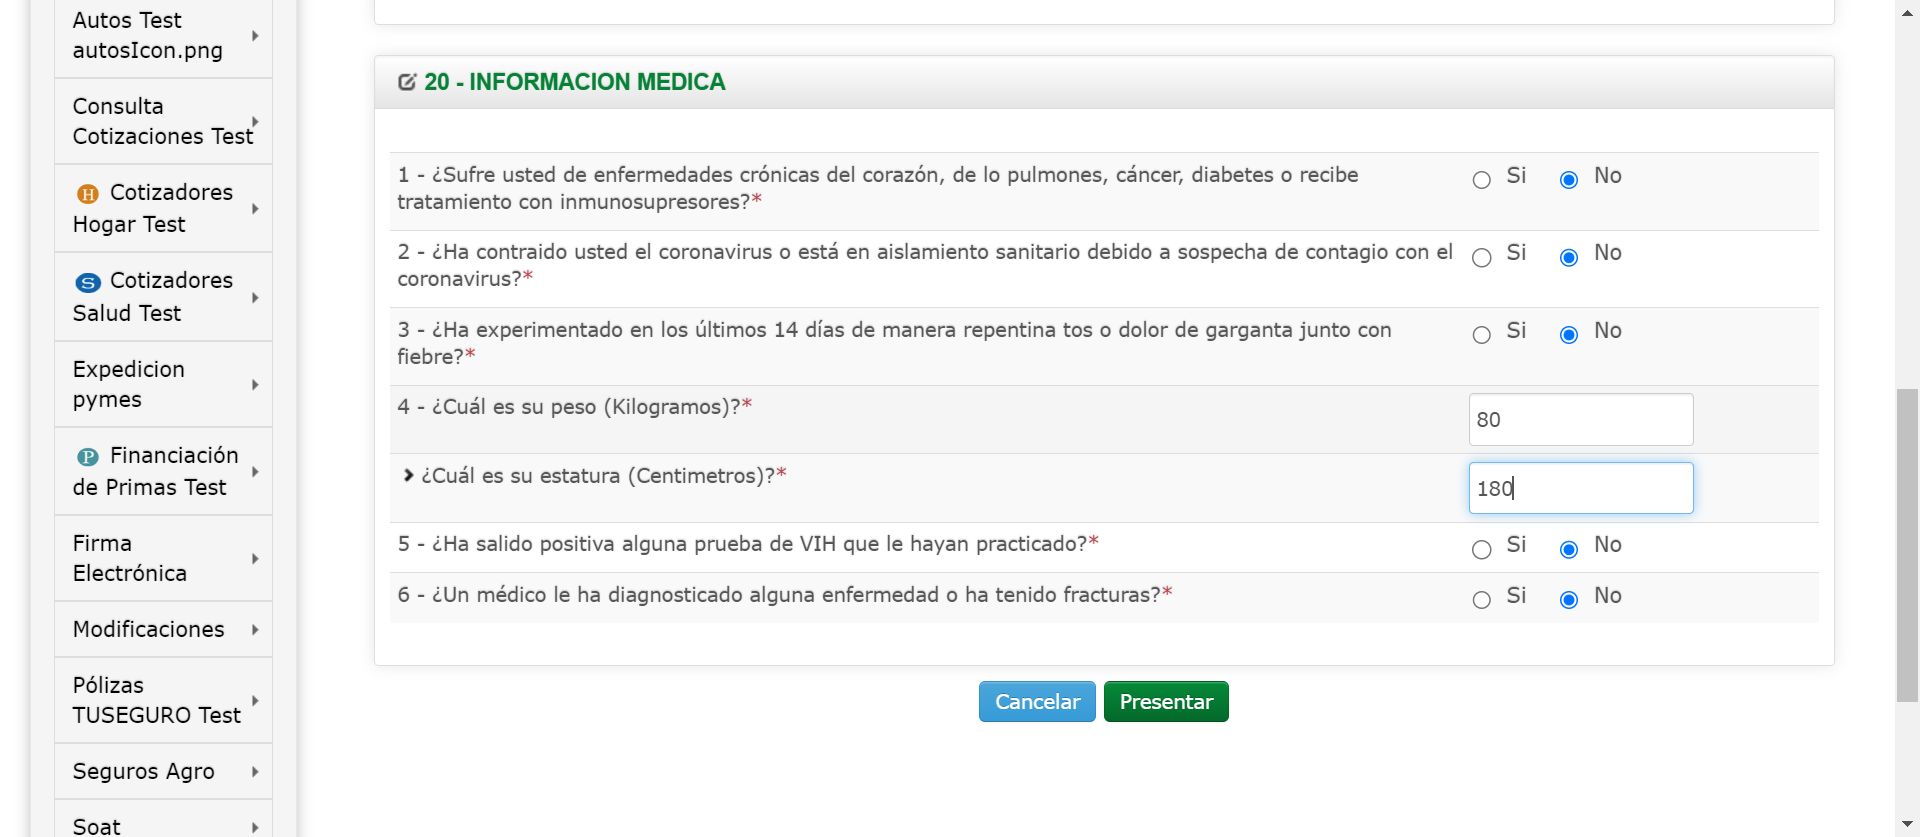 Autos Test
autosIcon.png
Consulta
Cotizaciones Test
H Cotizadores
Hogar Test
S Cotizadores
Salud Test
Expedicion
pymes
P Financiación
de Primas Test
Firma
Electrónica
Modificaciones
Pólizas
TUSEGURO Test
Seguros Agro
Soat
20 - INFORMACION MEDICA
1 - ¿Sufre usted de enfermedades crónicas del corazón, de lo pulmones, cáncer, diabetes o recibe
tratamiento con inmunosupresores?*
Si No
2 - ¿Ha contraido usted el coronavirus o está en aislamiento sanitario debido a sospecha de contagio con el
coronavirus?*
Si No
3 - ¿Ha experimentado en los últimos 14 días de manera repentina tos o dolor de garganta junto con
fiebre?*
Si No
4 - ¿Cuál es su peso (Kilogramos)?*
80
¿Cuál es su estatura (Centimetros)?*
180
5 - ¿Ha salido positiva alguna prueba de VIH que le hayan practicado?*
Si No
6 - ¿Un médico le ha diagnosticado alguna enfermedad o ha tenido fracturas?*
Si No
Cancelar Presentar